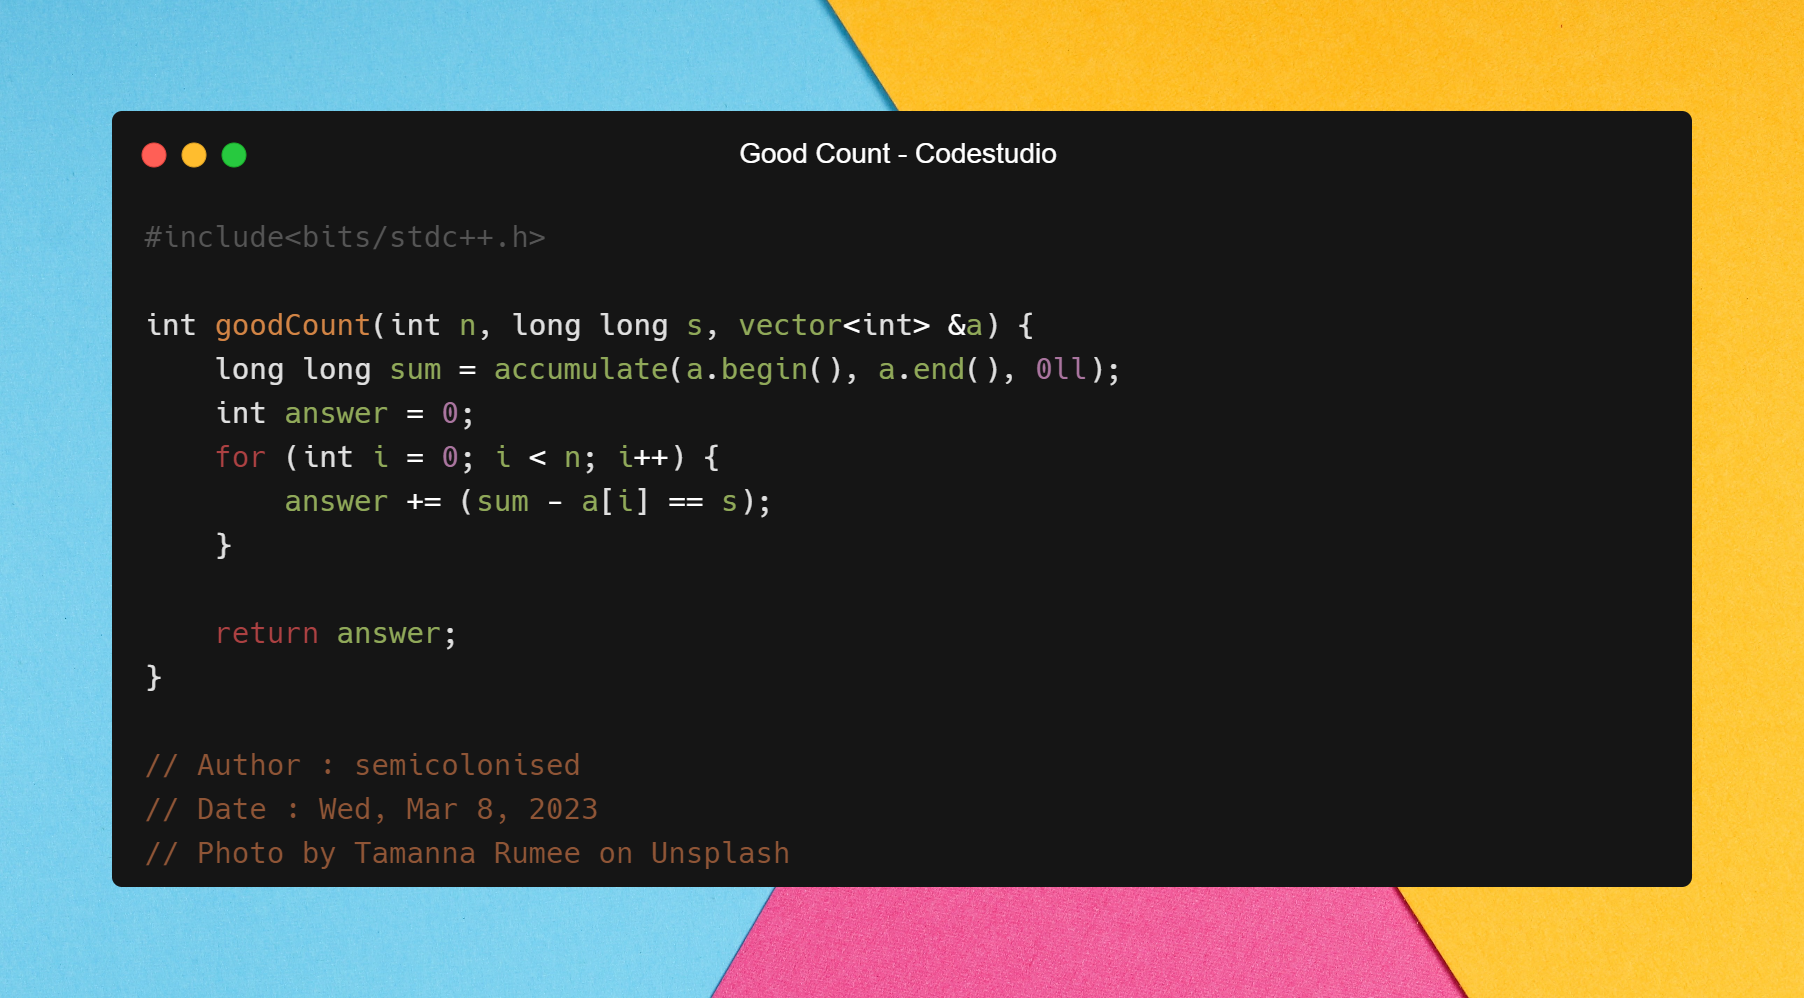 Good Count - Codestudio
#include<bits/stdc++.h>
int goodCount(int n, long long s, vector<int> &a) {
    long long sum = accumulate(a.begin(), a.end(), 0ll);
    int answer = 0;
    for (int i = 0; i < n; i++) {
        answer += (sum - a[i] == s);
    }
    return answer;
}
// Author : semicolonised
// Date : Wed, Mar 8, 2023
// Photo by Tamanna Rumee on Unsplash